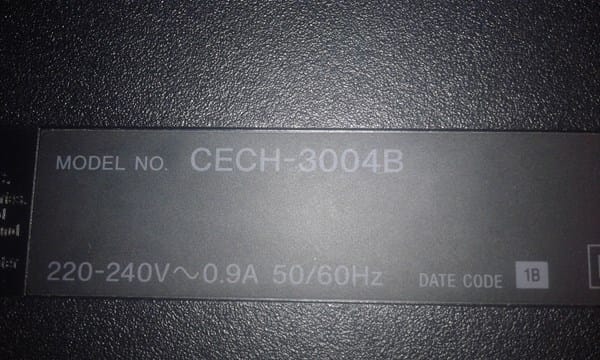 MODEL NO. CECH-3004B
220-240V～0.9A 50/60Hz DATE CODE 1B